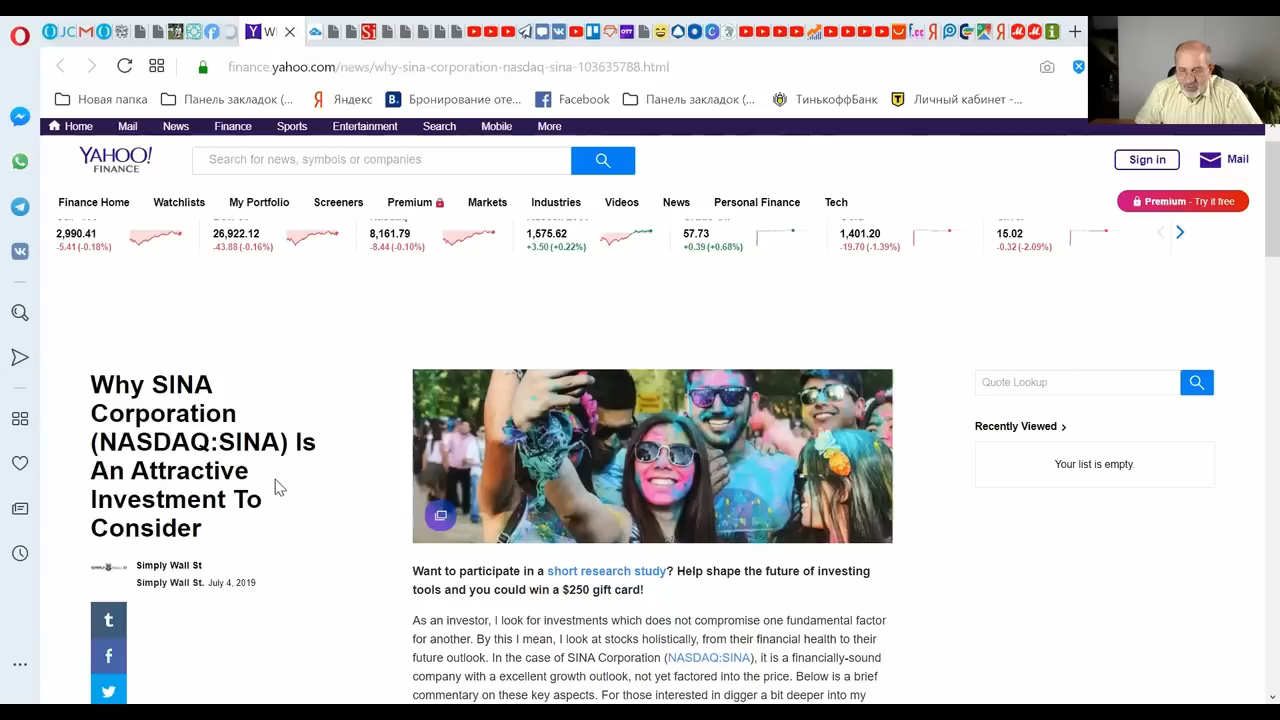 finance.yahoo.com/news/why-sina-corporation-nasdaq-sina-103635788.html
Новая папка
Панель закладок (...
Яндекс
Бронирование оте...
Facebook
Панель закладок (...
ТинькоффБанк
Личный кабинет -...
Home Mail News Finance Sports Entertainment Search Mobile More
YAHOO!
FINANCE
Search for news, symbols or companies
Sign in
Mail
Finance Home Watchlists My Portfolio Screeners Premium Markets Industries Videos News Personal Finance Tech
Premium - Try it free
2,990.41
-5.41 (-0.18%)
26,922.12
-43.88 (-0.16%)
8,161.79
-8.44 (-0.10%)
1,575.62
+3.50 (+0.22%)
57.73
+0.39 (+0.68%)
1,401.20
-19.70 (-1.39%)
15.02
-0.32 (-2.09%)
Why SINA
Corporation
(NASDAQ:SINA) Is
An Attractive
Investment To
Consider
Simply Wall St
Simply Wall St. July 4, 2019
Quote Lookup
Recently Viewed
Your list is empty.
Want to participate in a short research study? Help shape the future of investing
tools and you could win a $250 gift card!
As an investor, I look for investments which does not compromise one fundamental factor
for another. By this I mean, I look at stocks holistically, from their financial health to their
future outlook. In the case of SINA Corporation (NASDAQ:SINA), it is a financially-sound
company with a excellent growth outlook, not yet factored into the price. Below is a brief
commentary on these key aspects. For those interested in digger a bit deeper into my